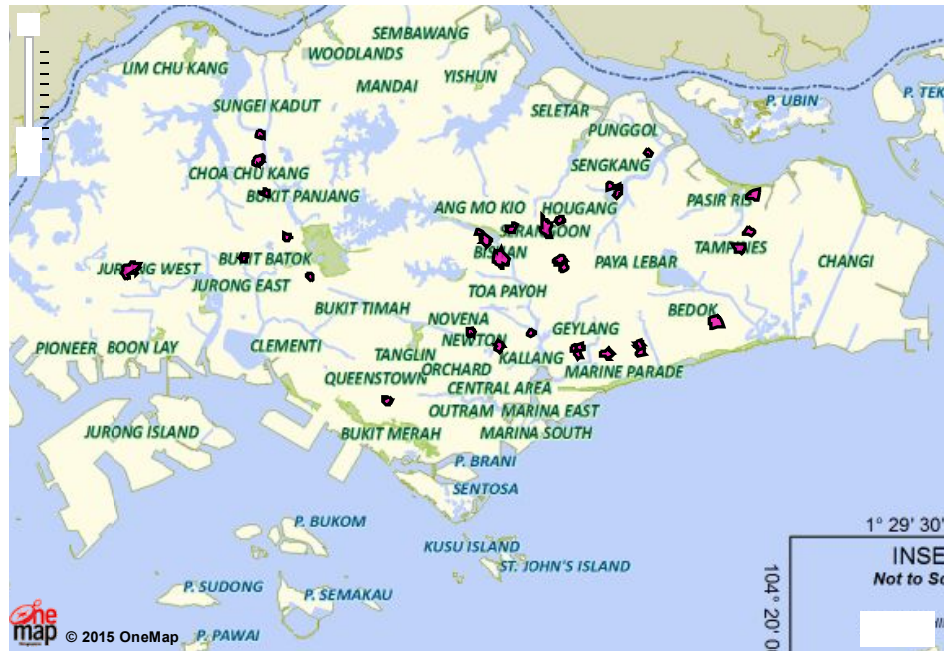 SEMBAWANG
WOODLANDS
LIM CHU KANG
MANDAI
YISHUN
P. UBIN
P. TEK
SUNGEI KADUT
SELETAR
PUNGGOL
CHOA CHU KANG
SENGKANG
BUKIT PANJANG
PASIR RIS
ANG MO KIO
HOUGANG
SERANGOON
TAMPINES
BISHAN
JURONG WEST
BUKIT BATOK
PAYA LEBAR
CHANGI
JURONG EAST
TOA PAYOH
BUKIT TIMAH
NOVENA
GEYLANG
BEDOK
PIONEER
BOON LAY
CLEMENTI
NEWTON
TANGLIN
KALLANG
ORCHARD
MARINE PARADE
QUEENSTOWN
CENTRAL AREA
OUTRAM
MARINA EAST
JURONG ISLAND
BUKIT MERAH
MARINA SOUTH
P. BRANI
SENTOSA
P. BUKOM
1° 29' 30'
KUSU ISLAND
INSE
ST. JOHN'S ISLAND
Not to Sc
104° 20' 0
P. SUDONG
P. SEMAKAU
One
map
© 2015 OneMap
P. PAWAI